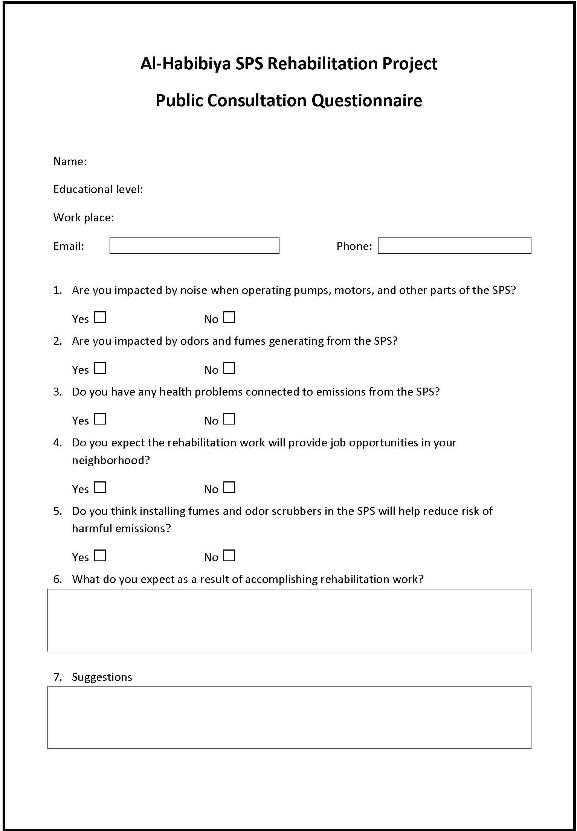 Al-Habibiya SPS Rehabilitation Project
Public Consultation Questionnaire
Name:
Educational level:
Work place:
Email: Phone:
1. Are you impacted by noise when operating pumps, motors, and other parts of the SPS?
Yes No
2. Are you impacted by odors and fumes generating from the SPS?
Yes No
3. Do you have any health problems connected to emissions from the SPS?
Yes No
4. Do you expect the rehabilitation work will provide job opportunities in your
neighborhood?
Yes No
5. Do you think installing fumes and odor scrubbers in the SPS will help reduce risk of
harmful emissions?
Yes No
6. What do you expect as a result of accomplishing rehabilitation work?
7. Suggestions